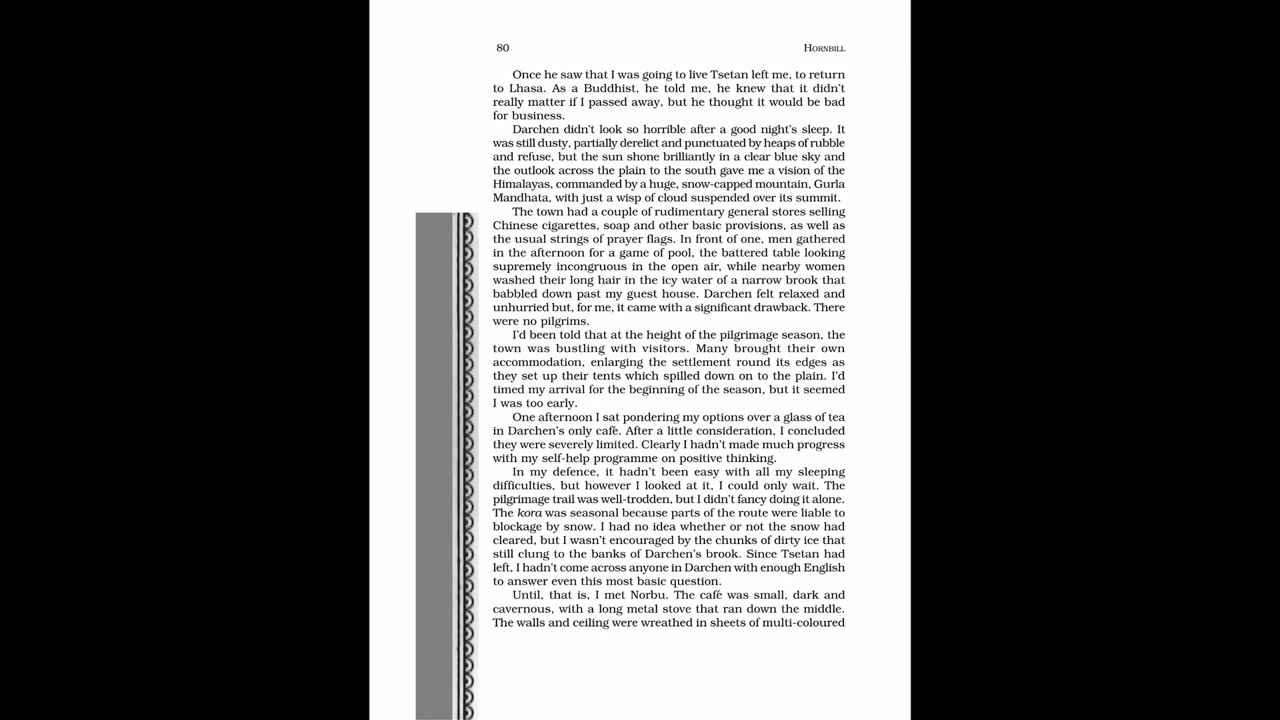 80 HORNBILL
Once he saw that I was going to live Tsetan left me, to return
to Lhasa. As a Buddhist, he told me, he knew that it didn't
really matter if I passed away, but he thought it would be bad
for business.
Darchen didn't look so horrible after a good night's sleep. It
was still dusty, partially derelict and punctuated by heaps of rubble
and refuse, but the sun shone brilliantly in a clear blue sky and
the outlook across the plain to the south gave me a vision of the
Himalayas, commanded by a huge, snow-capped mountain, Gurla
Mandhata, with just a wisp of cloud suspended over its summit.
The town had a couple of rudimentary general stores selling
Chinese cigarettes, soap and other basic provisions, as well as
the usual strings of prayer flags. In front of one, men gathered
in the afternoon for a game of pool, the battered table looking
supremely incongruous in the open air, while nearby women
washed their long hair in the icy water of a narrow brook that
babbled down past my guest house. Darchen felt relaxed and
unhurried but, for me, it came with a significant drawback. There
were no pilgrims.
I'd been told that at the height of the pilgrimage season, the
town was bustling with visitors. Many brought their own
accommodation, enlarging the settlement round its edges as
they set up their tents which spilled down on to the plain. I'd
timed my arrival for the beginning of the season, but it seemed
I was too early.
One afternoon I sat pondering my options over a glass of tea
in Darchen's only café. After a little consideration, I concluded
they were severely limited. Clearly I hadn't made much progress
with my self-help programme on positive thinking.
In my defence, it hadn't been easy with all my sleeping
difficulties, but however I looked at it, I could only wait. The
pilgrimage trail was well-trodden, but I didn't fancy doing it alone.
The kora was seasonal because parts of the route were liable to
blockage by snow. I had no idea whether or not the snow had
cleared, but I wasn't encouraged by the chunks of dirty ice that
still clung to the banks of Darchen's brook. Since Tsetan had
left, I hadn't come across anyone in Darchen with enough English
to answer even this most basic question.
Until, that is, I met Norbu. The café was small, dark and
cavernous, with a long metal stove that ran down the middle.
The walls and ceiling were wreathed in sheets of multi-coloured